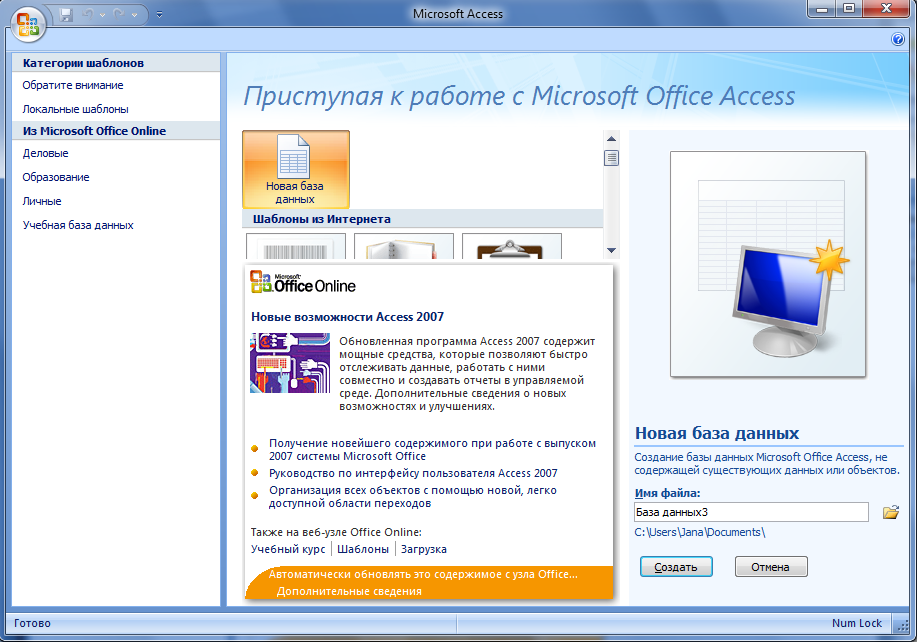 Microsoft Access
Категории шаблонов
Обратите внимание
Локальные шаблоны
Из Microsoft Office Online
Деловые
Образование
Личные
Учебная база данных
Приступая к работе с Microsoft Office Access
Новая база
данных
Шаблоны из Интернета
Microsoft
Office Online
Новые возможности Access 2007
Обновленная программа Access 2007 содержит
мощные средства, которые позволяют быстро
отслеживать данные, работать с ними
совместно и создавать отчеты в управляемой
среде. Дополнительные сведения о новых
возможностях и улучшениях.
Получение новейшего содержимого при работе с выпуском
2007 системы Microsoft Office
Руководство по интерфейсу пользователя Access 2007
Организация всех объектов с помощью новой, легко
доступной области переходов
Также на веб-узле Office Online:
Учебный курс | Шаблоны | Загрузка
Автоматически обновлять это содержимое с узла Office...
Дополнительные сведения
Новая база данных
Создание базы данных Microsoft Office Access, не
содержащей существующих данных или объектов.
Имя файла:
База данных3
C:\Users\Jana\Documents\
Создать
Отмена
Готово
Num Lock